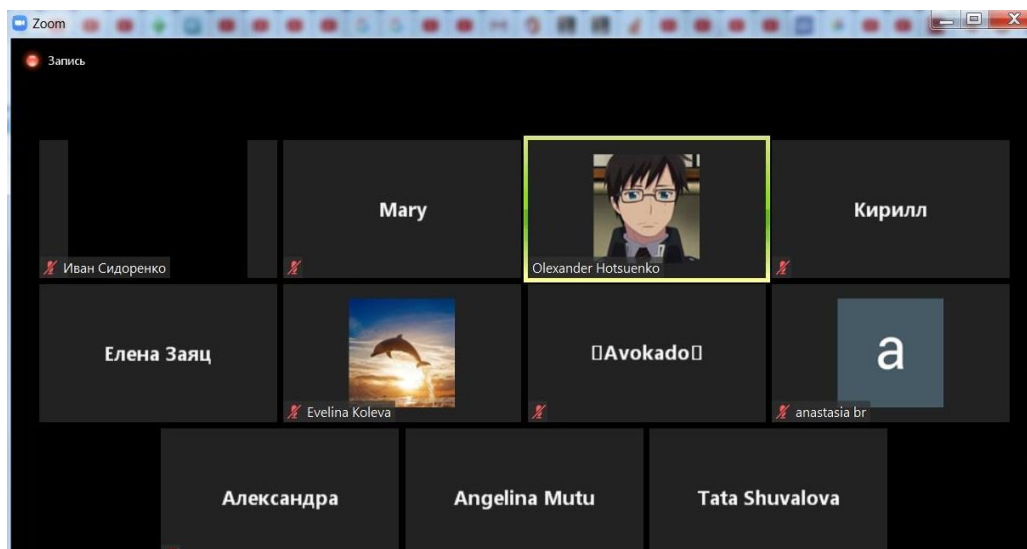 Zoom
Запись
Иван Сидоренко
Mary
Olexander Hotsuenko
Кирилл
Елена Заяц
Evelina Koleva
▯Avokado▯
a
anastasia br
Александра
Angelina Mutu
Tata Shuvalova